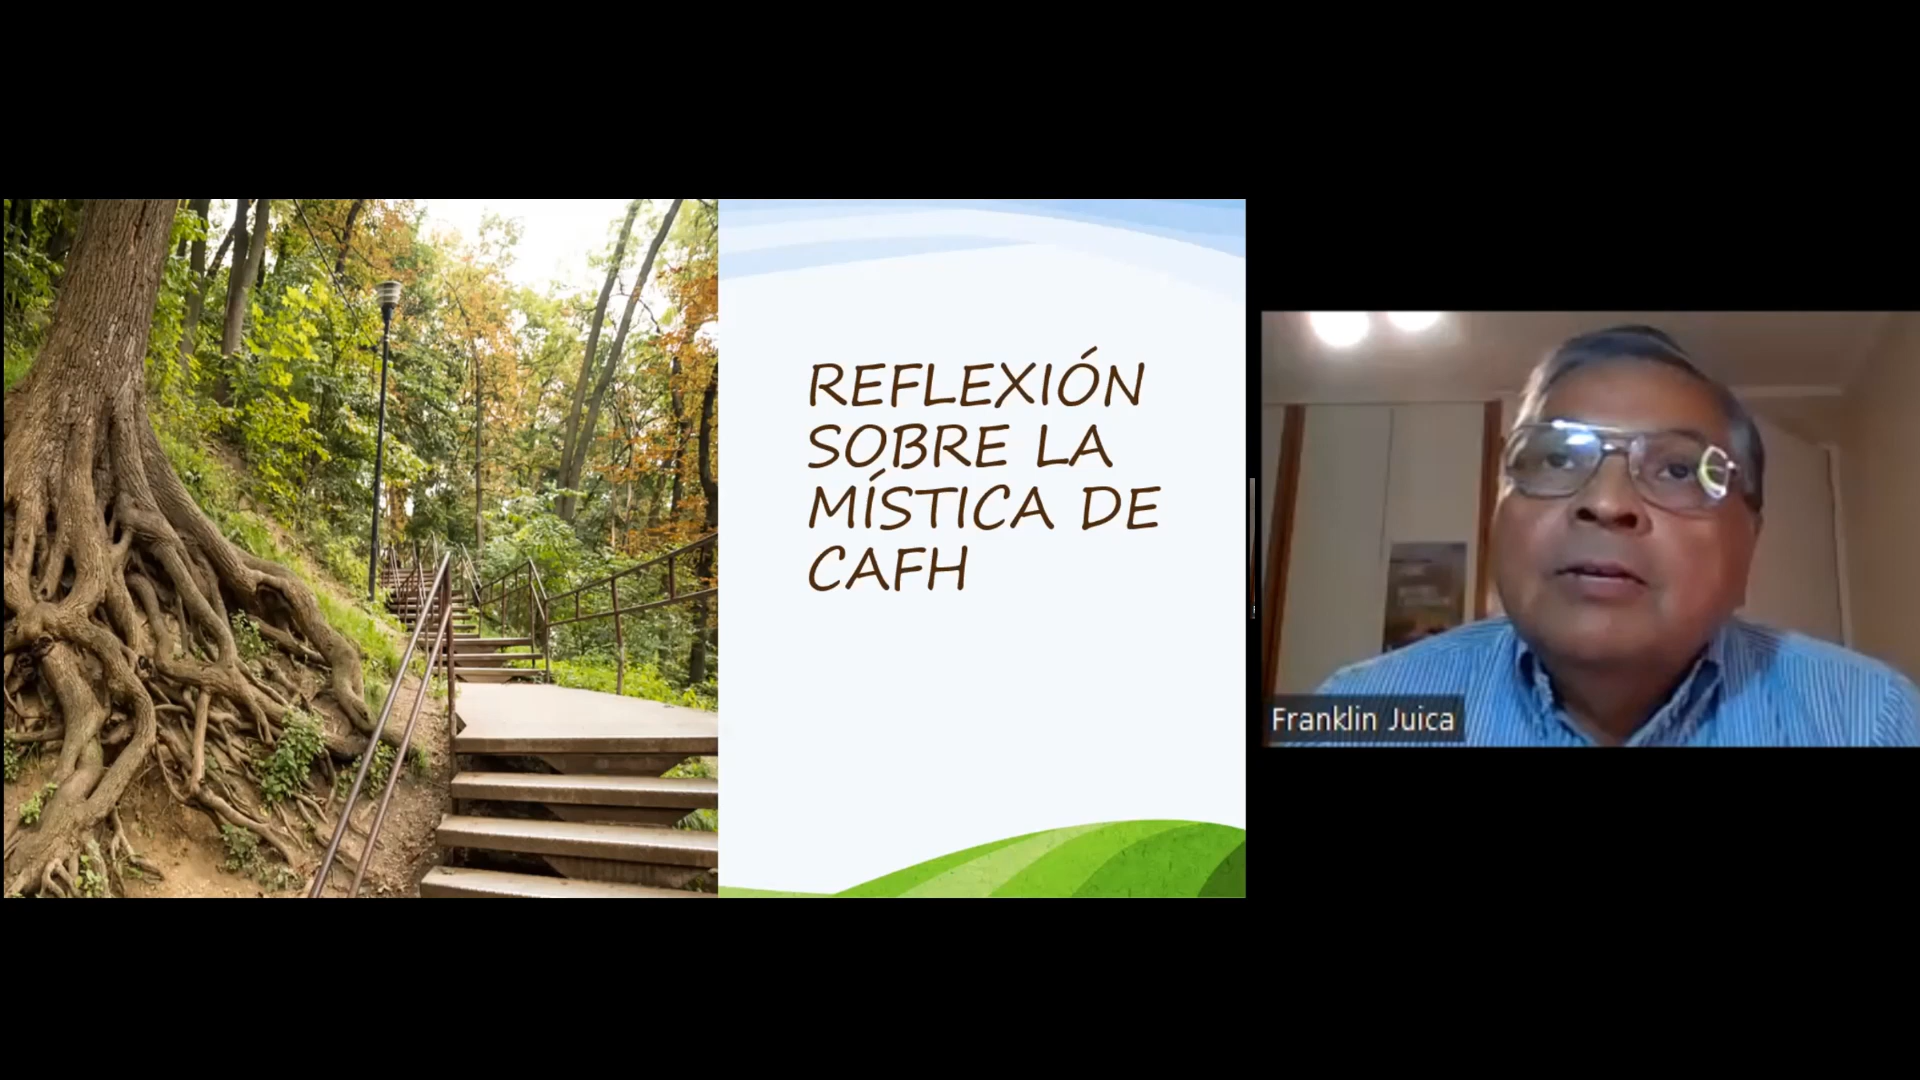 REFLEXIÓN
SOBRE LA
MÍSTICA DE
CAFH
Franklin Juica